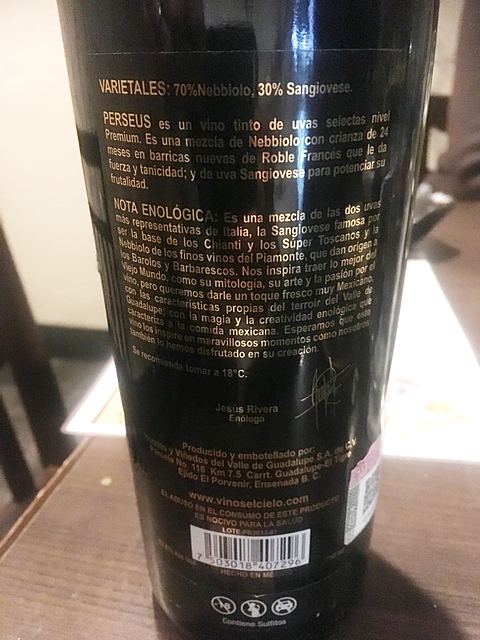 VARIETALES: 70%Nebbiolo, 30% Sangiovese.
PERSEUS es un vino tinto de uvas selectas nivel
Premium. Es una mezcla de Nebbiolo con crianza de 24
meses en barricas nuevas de Roble Francés que le da
fuerza y tanicidad; y de uva Sangiovese para potenciar su
frutalidad.
NOTA ENOLÓGICA: Es una mezcla de las dos uvas
más representativas de Italia, la Sangiovese famosa por
ser la base de los Chianti y los Súper Toscanos y la
Nebbiolo de los finos vinos del Piamonte, que dan origen a
los Barolos y Barbarescos. Nos inspira traer lo mejor del
Viejo Mundo, como su mitología, su arte y la pasión por el
vino, pero queremos darle un toque fresco muy Mexicano,
con las características propias del terroir del Valle de
Guadalupe; con la magia y la creatividad enológica que
caracteriza a la comida mexicana. Esperamos que este
vino los inspire en maravillosos momentos como nosotros
también lo hemos disfrutado en su creación.
Se recomienda tomar a 18°C.
Jesús Rivera
Enólogo
Producido y embotellado por:
y Viñedos del Valle de Guadalupe S.A. de C.V.
Parcela No. 118 Km 7.5 Carrt. Guadalupe-El Tigre
Ejido El Porvenir, Ensenada B. C.
www.vinoselcielo.com
EL ABUSO EN EL CONSUMO DE ESTE PRODUCTO
ES NOCIVO PARA LA SALUD
LOTE:PR2012-01
7 503018 407296
HECHO EN MÉXICO
Contiene Sulfitos